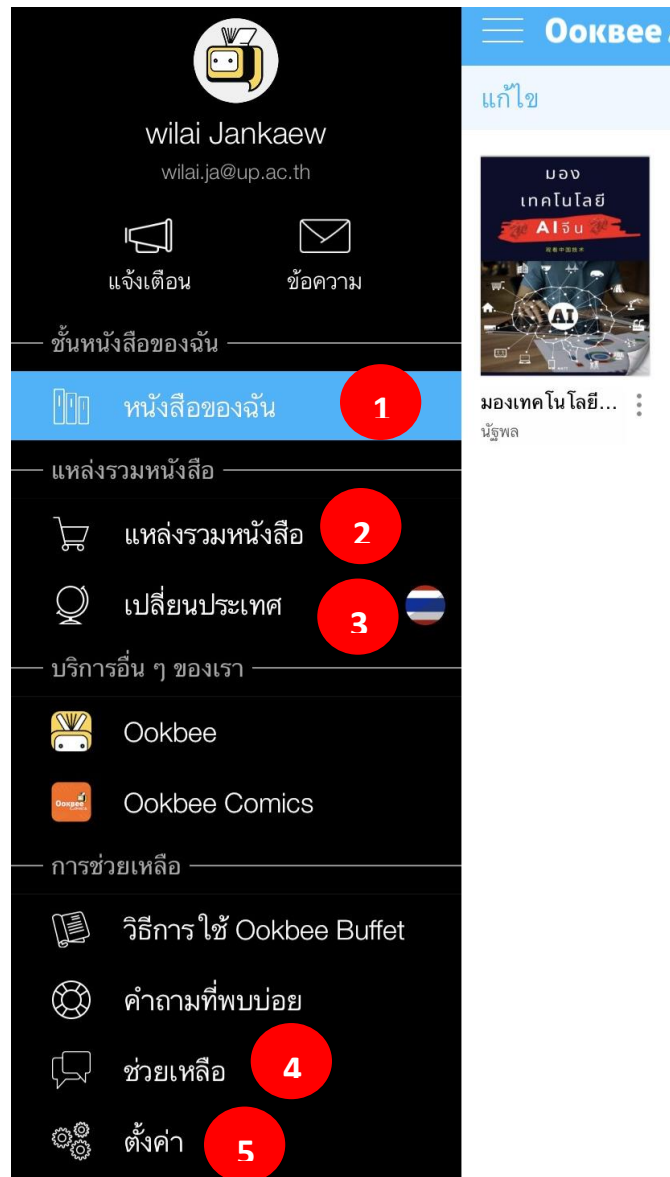 wilai Jankaew
wilai.ja@up.ac.th
แจ้งเตือน
ข้อความ
ชั้นหนังสือของฉัน
หนังสือของฉัน
1
แหล่งรวมหนังสือ
แหล่งรวมหนังสือ
2
เปลี่ยนประเทศ
3
บริการอื่น ๆ ของเรา
Ookbee
Ookbee Comics
การช่วยเหลือ
วิธีการใช้ Ookbee Buffet
คำถามที่พบบ่อย
ช่วยเหลือ
4
ตั้งค่า
5
Ookbee
แก้ไข
มอง
เทคโนโลยี
AIจีน
AI
มองเทคโนโลยี...
นัฐพล